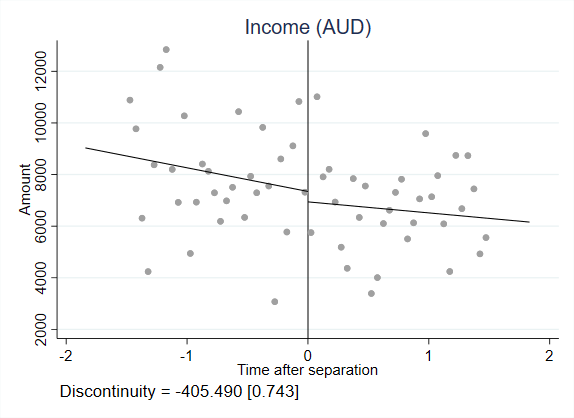 Income (AUD)
Amount
12000
10000
8000
6000
4000
2000
-2
-1
0
1
2
Time after separation
Discontinuity = -405.490 [0.743]